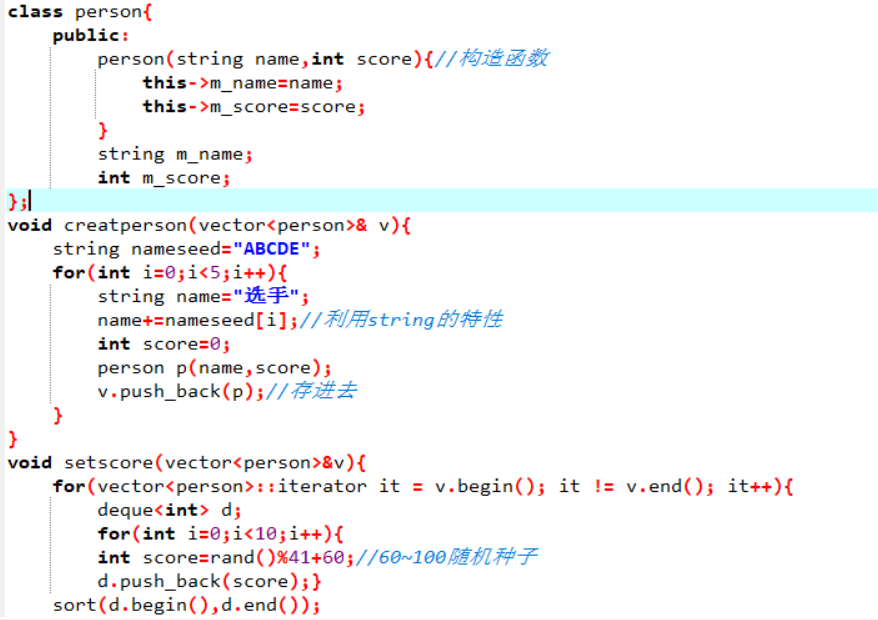 class person{
public:
person(string name,int score){//构造函数
this->m_name=name;
this->m_score=score;
}
string m_name;
int m_score;
};
void creatperson(vector<person>& v){
string nameseed="ABCDE";
for(int i=0;i<5;i++){
string name="选手";
name+=nameseed[i];//利用string的特性
int score=0;
person p(name,score);
v.push_back(p);//存进去
}
}
void setscore(vector<person>&v){
for(vector<person>::iterator it = v.begin(); it != v.end(); it++){
deque<int> d;
for(int i=0;i<10;i++){
int score=rand()%41+60;//60~100随机种子
d.push_back(score);}
sort(d.begin(),d.end());